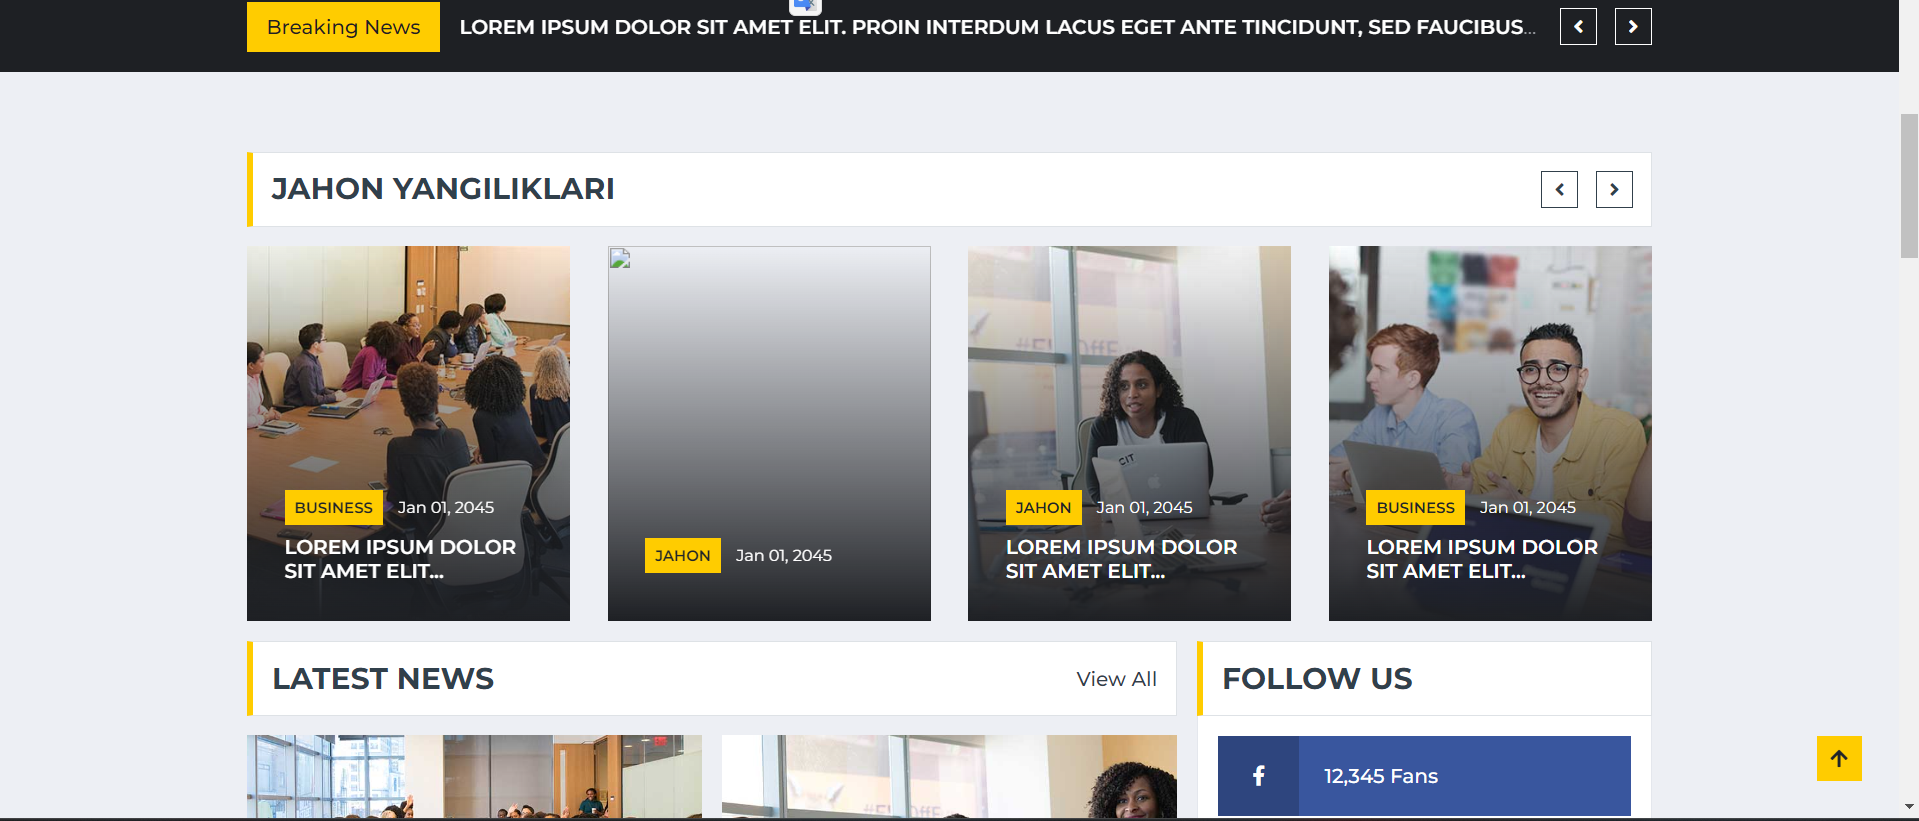 Breaking News
LOREM IPSUM DOLOR SIT AMET ELIT. PROIN INTERDUM LACUS EGET ANTE TINCIDUNT, SED FAUCIBUS...
JAHON YANGILIKLARI
BUSINESS Jan 01, 2045
LOREM IPSUM DOLOR
SIT AMET ELIT...
JAHON Jan 01, 2045
CIT
JAHON Jan 01, 2045
LOREM IPSUM DOLOR
SIT AMET ELIT...
BUSINESS Jan 01, 2045
LOREM IPSUM DOLOR
SIT AMET ELIT...
LATEST NEWS
View All
FOLLOW US
12,345 Fans